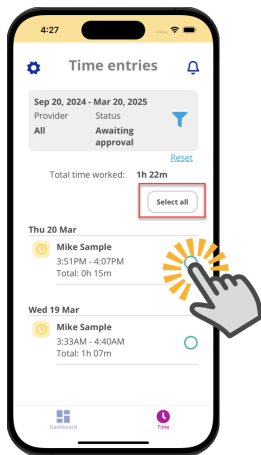 4:27
Time entries
Sep 20, 2024 - Mar 20, 2025
Provider Status
All Awaiting
approval
Reset
Total time worked: 1h 22m
Select all
Thu 20 Mar
Mike Sample
3:51PM - 4:07PM
Total: 0h 15m
Wed 19 Mar
Mike Sample
3:33AM - 4:40AM
Total: 1h 07m
Dashboard Time